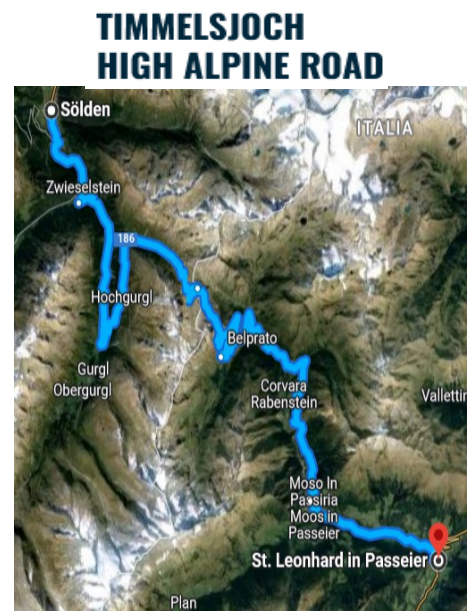 TIMMELSJOCH
HIGH ALPINE ROAD
Sölden
ITALIA
Zwieselstein
186
Hochgurgl
Belprato
Gurgl
Obergurgl
Corvara
Rabenstein
Vallettin
Moso In
Passiria
Moos in
Passeier
St. Leonhard in Passeier
Plan